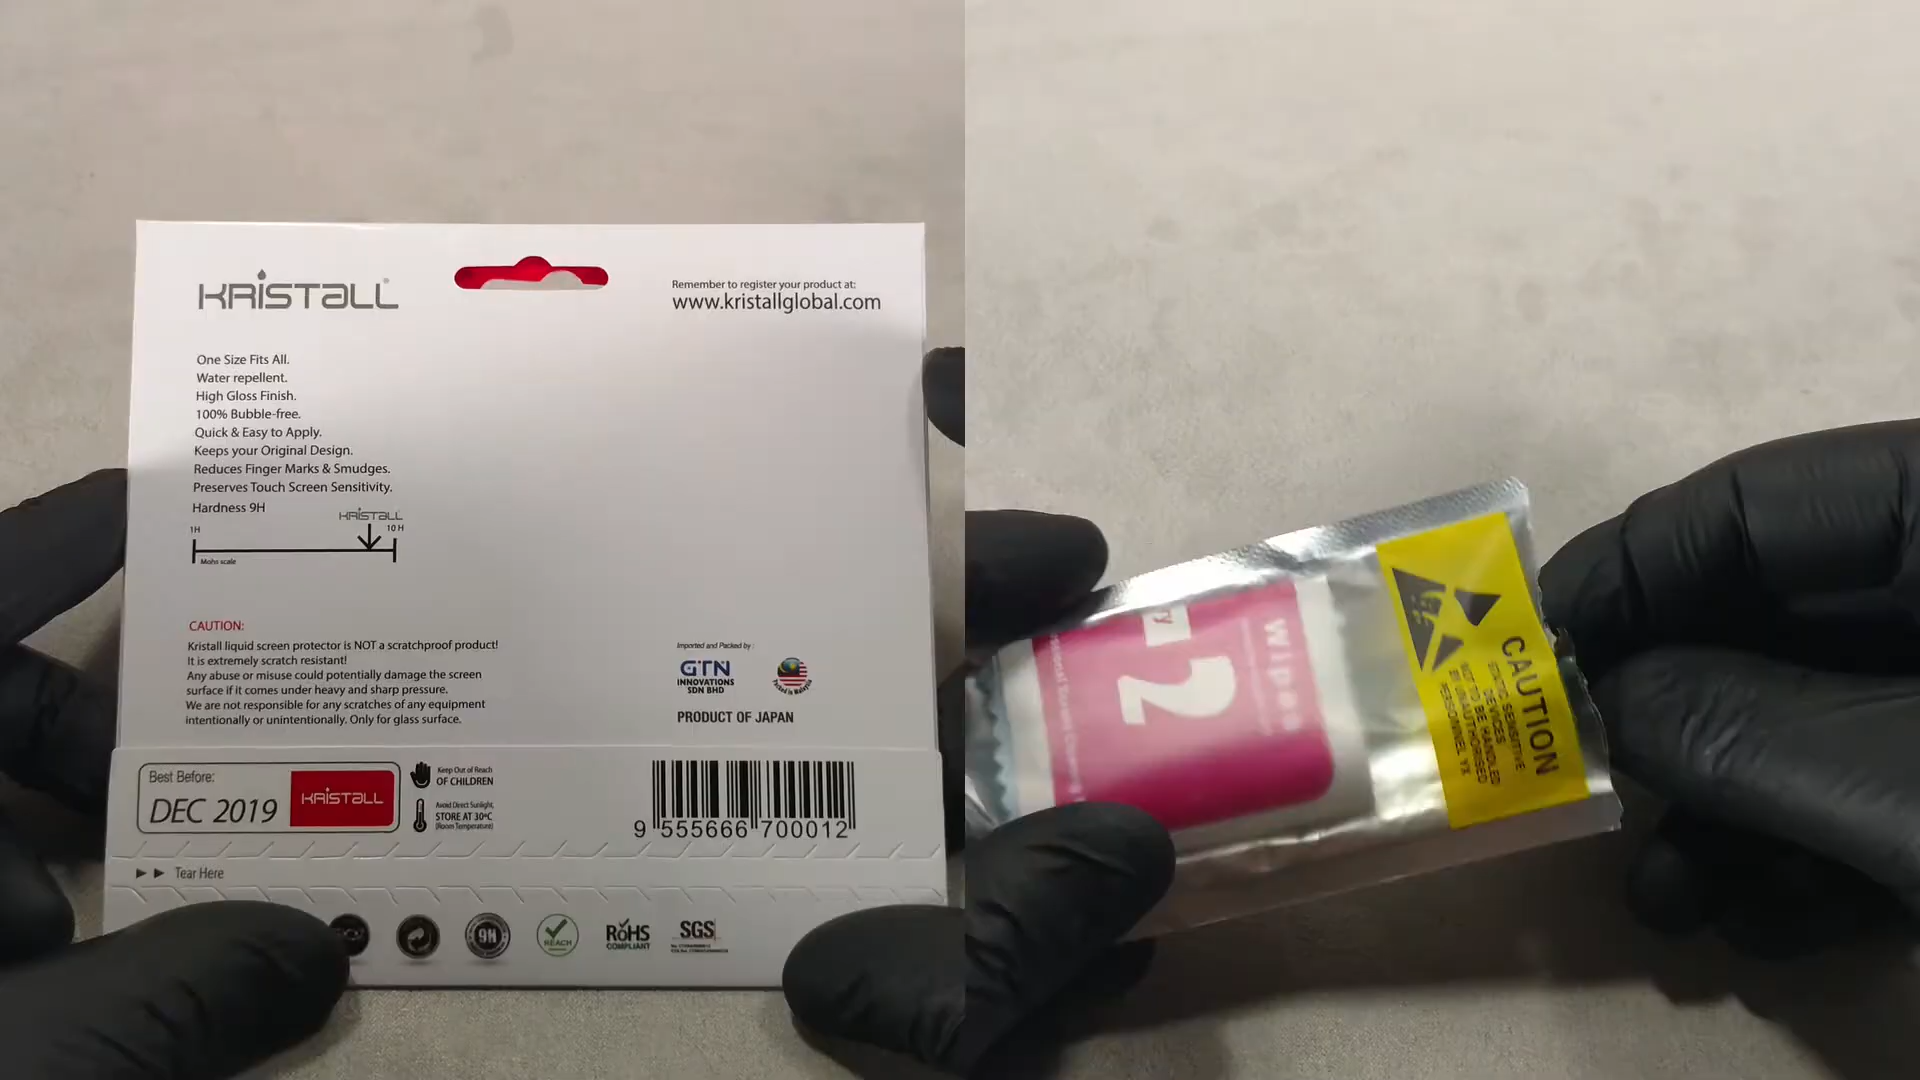 KRISTALL
Remember to register your product at:
www.kristallglobal.com
One Size Fits All.
Water repellent.
High Gloss Finish.
100% Bubble-free.
Quick & Easy to Apply.
Keeps your Original Design.
Reduces Finger Marks & Smudges.
Preserves Touch Screen Sensitivity.
Hardness 9H
KRISTALL
1H
10 H
Mohs scale
CAUTION:
Kristall liquid screen protector is NOT a scratchproof product!
It is extremely scratch resistant!
Any abuse or misuse could potentially damage the screen
surface if it comes under heavy and sharp pressure.
We are not responsible for any scratches of any equipment
intentionally or unintentionally. Only for glass surface.
Imported and Packed by :
GTN
INNOVATIONS
SDN BHD
Packed in Malaysia
PRODUCT OF JAPAN
Best Before:
DEC 2019
KRISTALL
Keep Out of Reach
OF CHILDREN
Avoid Direct Sunlight,
STORE AT 30ºC
(Room Temperature)
9 555666 700012
Tear Here
9H
REACH
RoHS
COMPLIANT
SGS
Wipes
2
CAUTION
STATIC SENSITIVE
DEVICES
NOT TO BE HANDLED
BY UNAUTHORISED
PERSONNEL YX